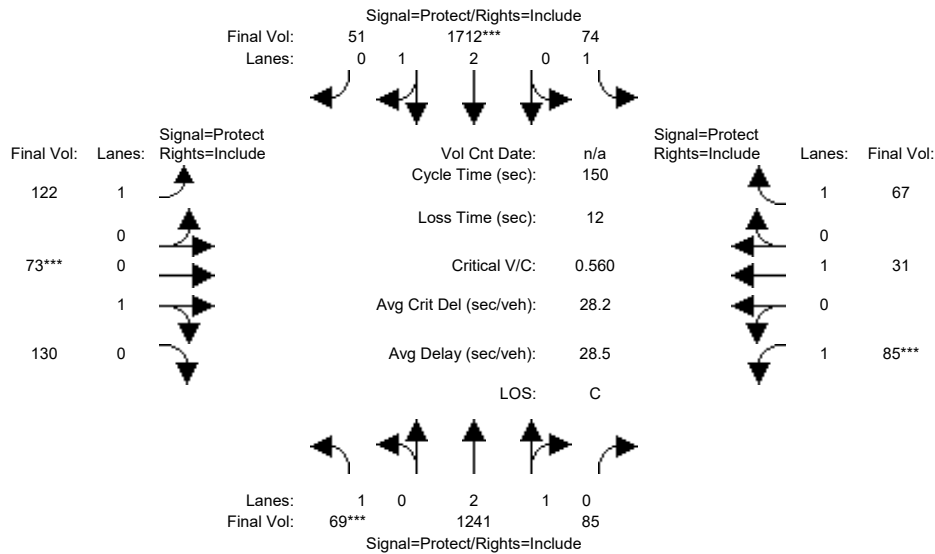 Signal=Protect/Rights=Include
Final Vol: 51 1712*** 74
Lanes: 0 1 2 0 1
Signal=Protect
Final Vol: Lanes: Rights=Include
Vol Cnt Date: n/a
Signal=Protect
Rights=Include Lanes: Final Vol:
Cycle Time (sec): 150
122 1
1 67
Loss Time (sec): 12
0
0
73*** 0
Critical V/C: 0.560
1 31
1
Avg Crit Del (sec/veh): 28.2
0
130 0
Avg Delay (sec/veh): 28.5
1 85***
LOS: C
Lanes: 1 0 2 1 0
Final Vol: 69*** 1241 85
Signal=Protect/Rights=Include